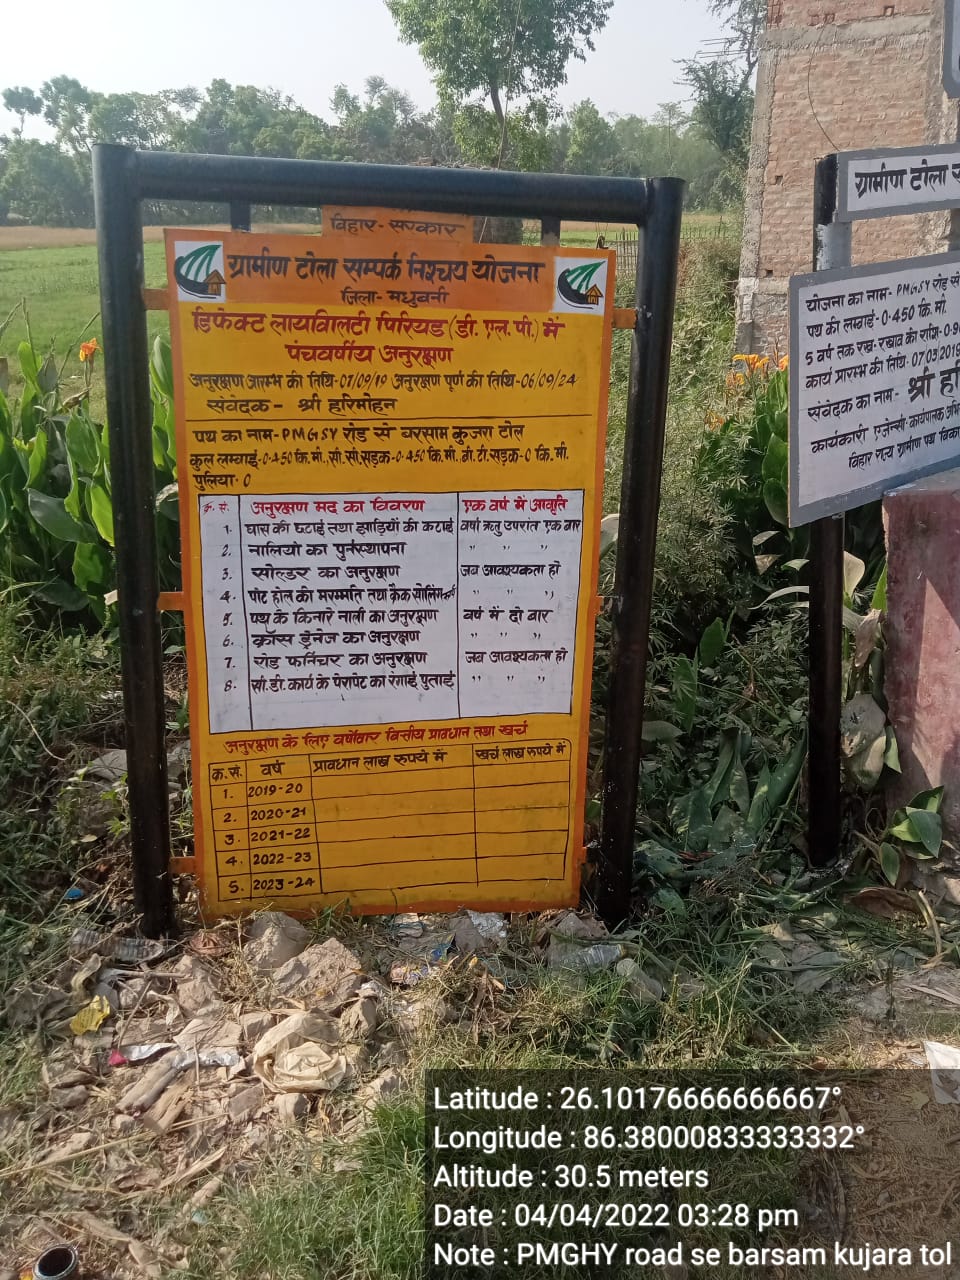 बिहार-सरकार
ग्रामीण टोला सम्पर्क निश्चय योजना
जिला-मधुबनी
डिफेक्ट लायविलिटी पिरियड (डी. एल. पी.) में
पंचवर्षीय अनुरक्षण
अनुरक्षण आरम्भ की तिथि-07/09/19 अनुरक्षण पूर्ण की तिथि-06/09/24
संवेदक - श्री हरिमोहन
पथ का नाम-PMGSY रोड से बरसाम कुजरा टोल
कुल लम्बाई-0.450 कि.मी. सी.सी.सड़क-0.450 कि.मी. बी.टी.सड़क-0 कि.मी.
पुलिया-0
क्र. सं. अनुरक्षण मद का विवरण एक वर्ष में आवृति
1. घास की छटाई तथा झाड़ियों की कटाई वर्षा ऋतु उपरांत एक बार
2. नालियों का पुर्नस्थापना " " "
3. सोल्डर का अनुरक्षण जब आवश्यकता हो
4. पॉट होल की मरम्मति तथा क्रैक सीलिंग कार्य " " "
5. पथ के किनारे नाली का अनुरक्षण वर्ष में दो बार
6. क्रॉस ड्रेनेज का अनुरक्षण " " "
7. रोड फर्निचर का अनुरक्षण जब आवश्यकता हो
8. सी.डी. कार्य के पेरापेट का रंगाई पुताई " " "
अनुरक्षण के लिए वर्षवार वित्तीय प्रावधान तथा खर्च
क्र. सं. वर्ष प्रावधान लाख रुपये में खर्च लाख रुपये में
1. 2019-20
2. 2020-21
3. 2021-22
4. 2022-23
5. 2023-24
ग्रामीण टोला
योजना का नाम- PMGSY रोड से
पथ की लम्बाई- 0.450 कि. मी.
5 वर्ष तक रख-रखाव की राशि-
कार्य प्रारम्भ की तिथि-07.03.2019
संवेदक का नाम- श्री
कार्यकारी एजेन्सी-कार्यपालक
बिहार राज्य ग्रामीण पथ
Latitude : 26.10176666666667°
Longitude : 86.38000833333332°
Altitude : 30.5 meters
Date : 04/04/2022 03:28 pm
Note : PMGHY road se barsam kujara tol